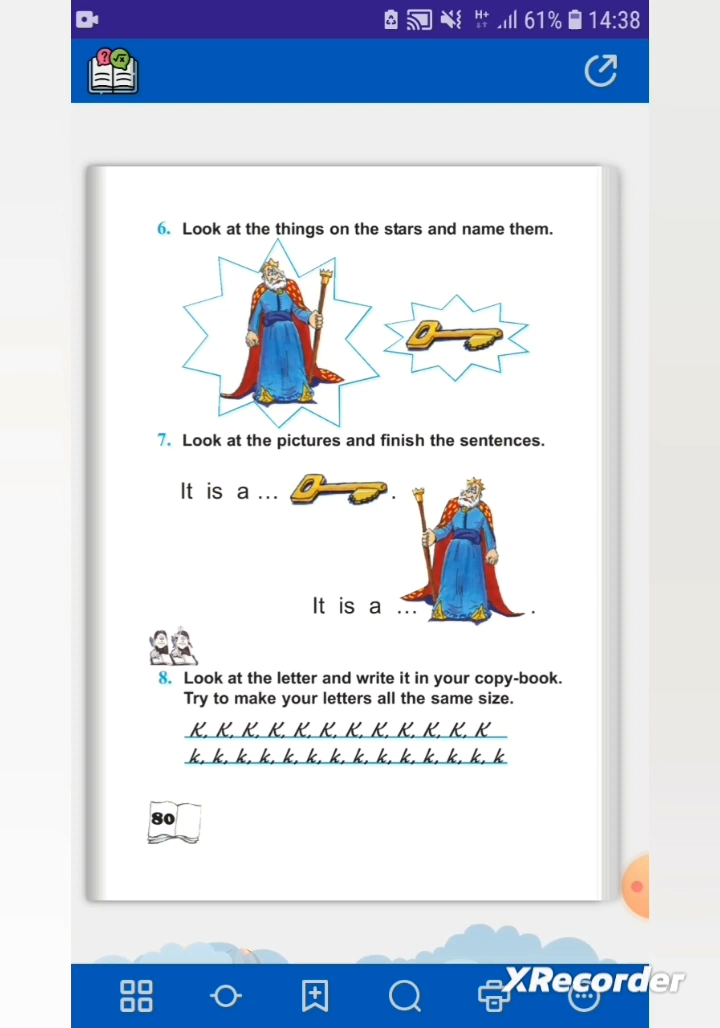 H+ 61% 14:38
6. Look at the things on the stars and name them.
7. Look at the pictures and finish the sentences.
It is a ... .
It is a ... .
8. Look at the letter and write it in your copy-book.
Try to make your letters all the same size.
K, K, K, K, K, K, K, K, K, K, K, K
k, k, k, k, k, k, k, k, k, k, k, k, k, k
80
XRecorder